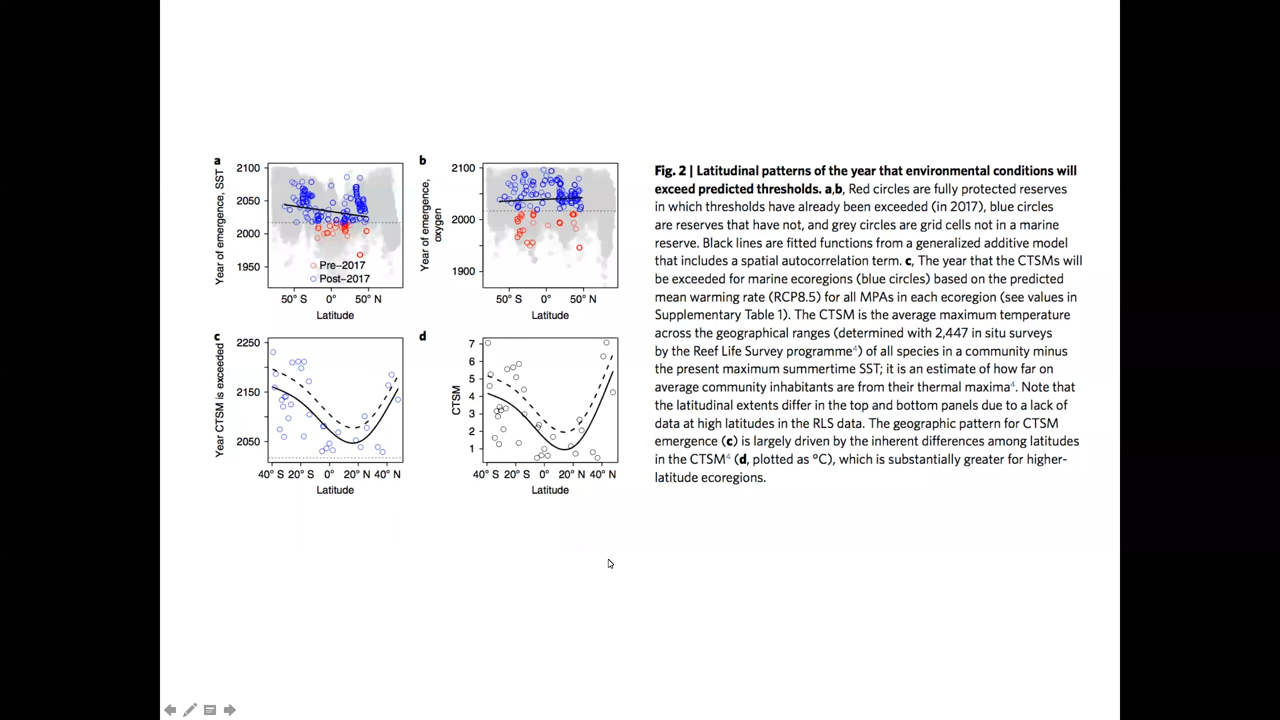 a
2100
2050
2000
1950
Year of emergence, SST
Pre–2017
Post–2017
50° S
0°
50° N
Latitude
b
2100
2000
1900
Year of emergence,
oxygen
50° S
0°
50° N
Latitude
c
2250
2150
2050
Year CTSM is exceeded
40° S
20° S
0°
20° N
40° N
Latitude
d
7
6
5
4
3
2
1
CTSM
40° S
20° S
0°
20° N
40° N
Latitude
Fig. 2 | Latitudinal patterns of the year that environmental conditions will
exceed predicted thresholds. a,b, Red circles are fully protected reserves
in which thresholds have already been exceeded (in 2017), blue circles
are reserves that have not, and grey circles are grid cells not in a marine
reserve. Black lines are fitted functions from a generalized additive model
that includes a spatial autocorrelation term. c, The year that the CTSMs will
be exceeded for marine ecoregions (blue circles) based on the predicted
mean warming rate (RCP8.5) for all MPAs in each ecoregion (see values in
Supplementary Table 1). The CTSM is the average maximum temperature
across the geographical ranges (determined with 2,447 in situ surveys
by the Reef Life Survey programme⁴) of all species in a community minus
the present maximum summertime SST; it is an estimate of how far on
average community inhabitants are from their thermal maxima⁴. Note that
the latitudinal extents differ in the top and bottom panels due to a lack of
data at high latitudes in the RLS data. The geographic pattern for CTSM
emergence (c) is largely driven by the inherent differences among latitudes
in the CTSM⁴ (d, plotted as °C), which is substantially greater for higher-
latitude ecoregions.